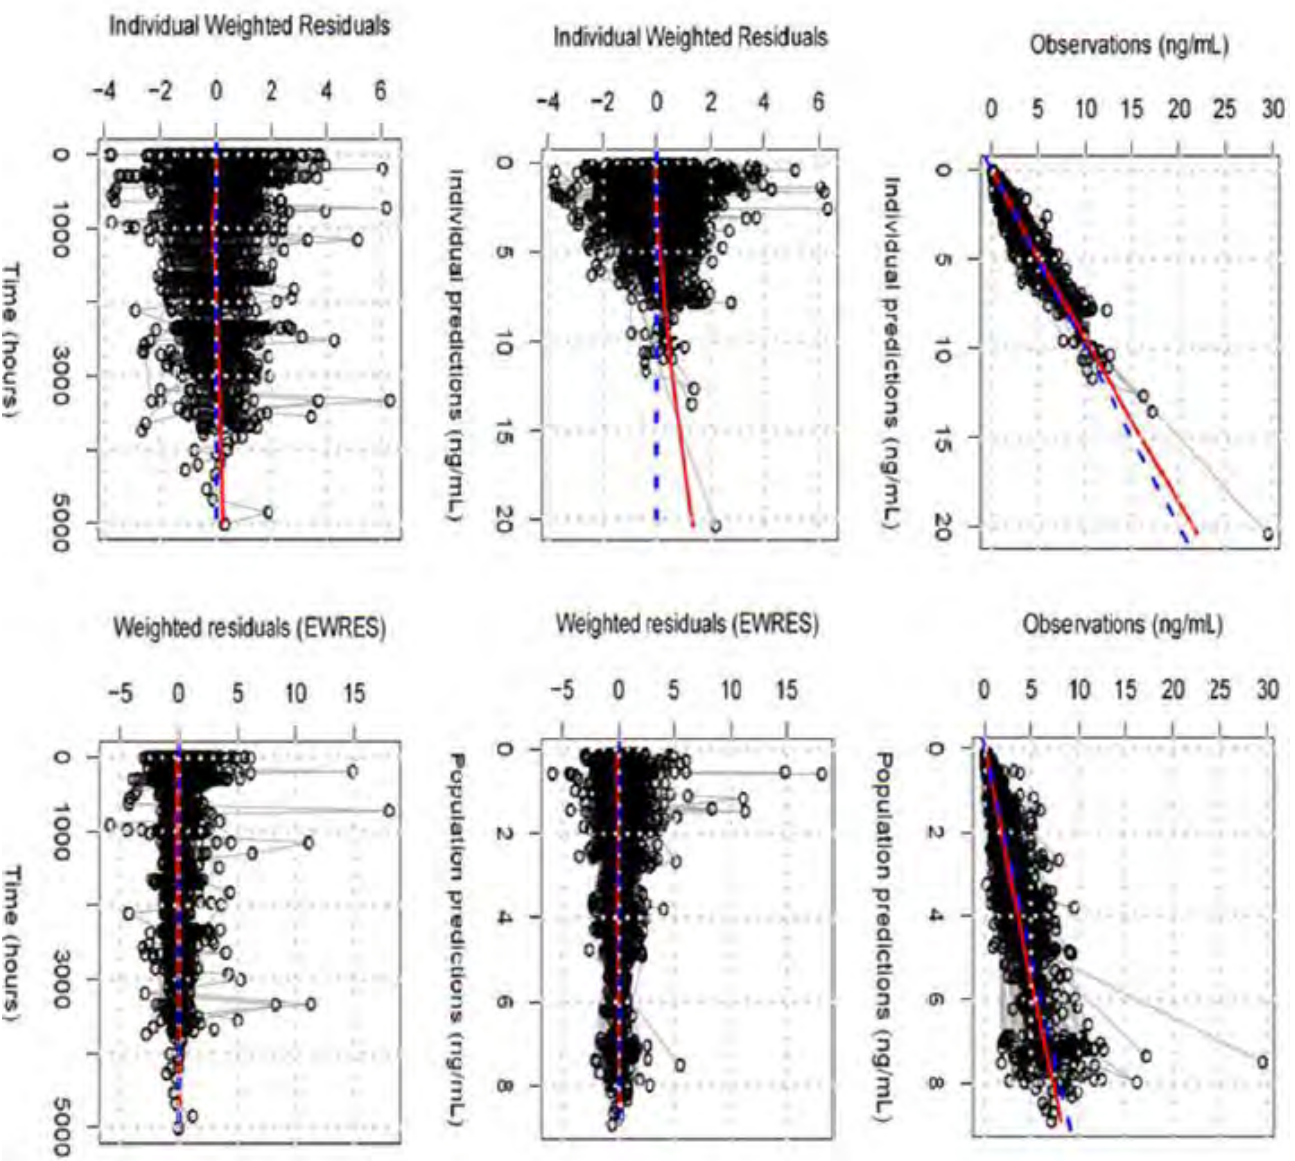 Individual Weighted Residuals
−4 −2 0 2 4 6
0 1000 3000 5000
Time (hours)
Individual Weighted Residuals
−4 −2 0 2 4 6
0 5 10 15 20
Individual predictions (ng/mL)
Observations (ng/mL)
0 5 10 15 20 25 30
0 5 10 15 20
Individual predictions (ng/mL)
Weighted residuals (EWRES)
−5 0 5 10 15
0 1000 3000 5000
Time (hours)
Weighted residuals (EWRES)
−5 0 5 10 15
0 2 4 6 8
Population predictions (ng/mL)
Observations (ng/mL)
0 5 10 15 20 25 30
0 2 4 6 8
Population predictions (ng/mL)